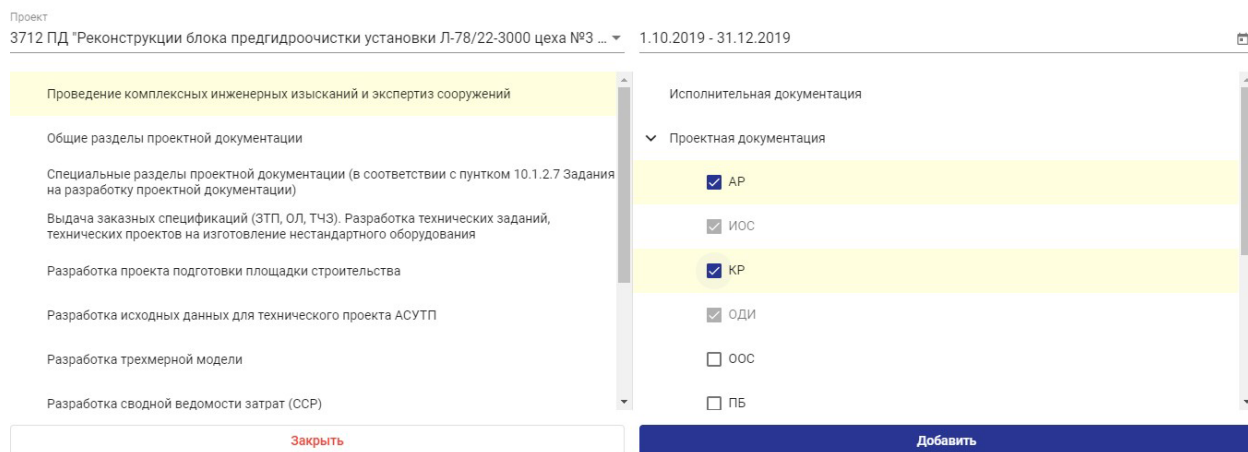 Проект
3712 ПД "Реконструкции блока предгидроочистки установки Л-78/22-3000 цеха №3 ...
1.10.2019 - 31.12.2019
Проведение комплексных инженерных изысканий и экспертиз сооружений
Общие разделы проектной документации
Специальные разделы проектной документации (в соответствии с пунтком 10.1.2.7 Задания
на разработку проектной документации)
Выдача заказных спецификаций (ЗТП, ОЛ, ТЧЗ). Разработка технических заданий,
технических проектов на изготовление нестандартного оборудования
Разработка проекта подготовки площадки строительства
Разработка исходных данных для технического проекта АСУТП
Разработка трехмерной модели
Разработка сводной ведомости затрат (ССР)
Исполнительная документация
Проектная документация
АР
ИОС
КР
ОДИ
ООС
ПБ
Закрыть
Добавить